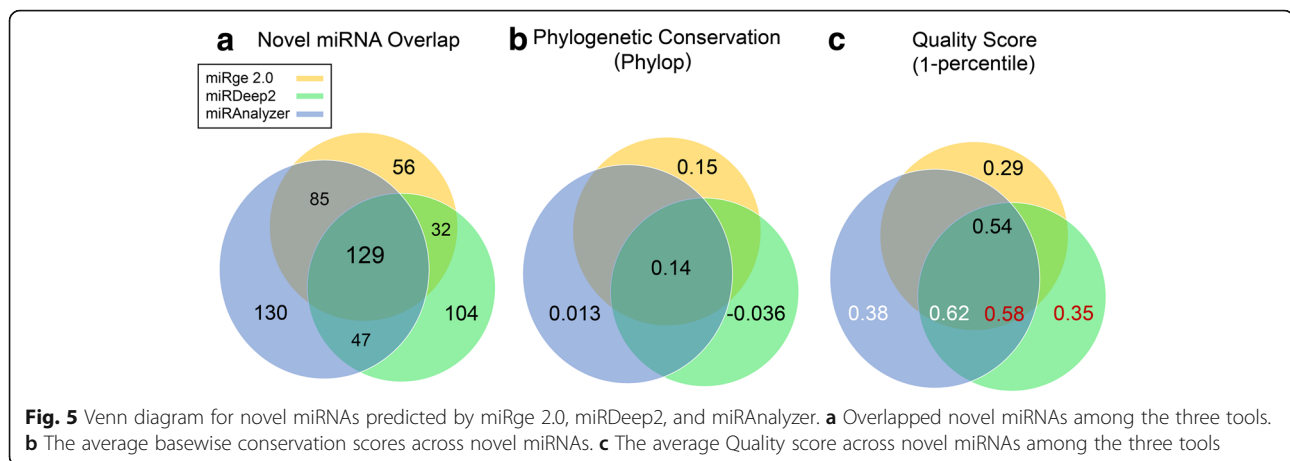 a Novel miRNA Overlap
miRge 2.0
miRDeep2
miRAnalyzer
56
85
32
129
130
104
47
b Phylogenetic Conservation
(Phylop)
0.15
0.14
0.013
-0.036
c Quality Score
(1-percentile)
0.29
0.54
0.38
0.62
0.58
0.35
Fig. 5 Venn diagram for novel miRNAs predicted by miRge 2.0, miRDeep2, and miRAnalyzer. a Overlapped novel miRNAs among the three tools.
b The average basewise conservation scores across novel miRNAs. c The average Quality score across novel miRNAs among the three tools